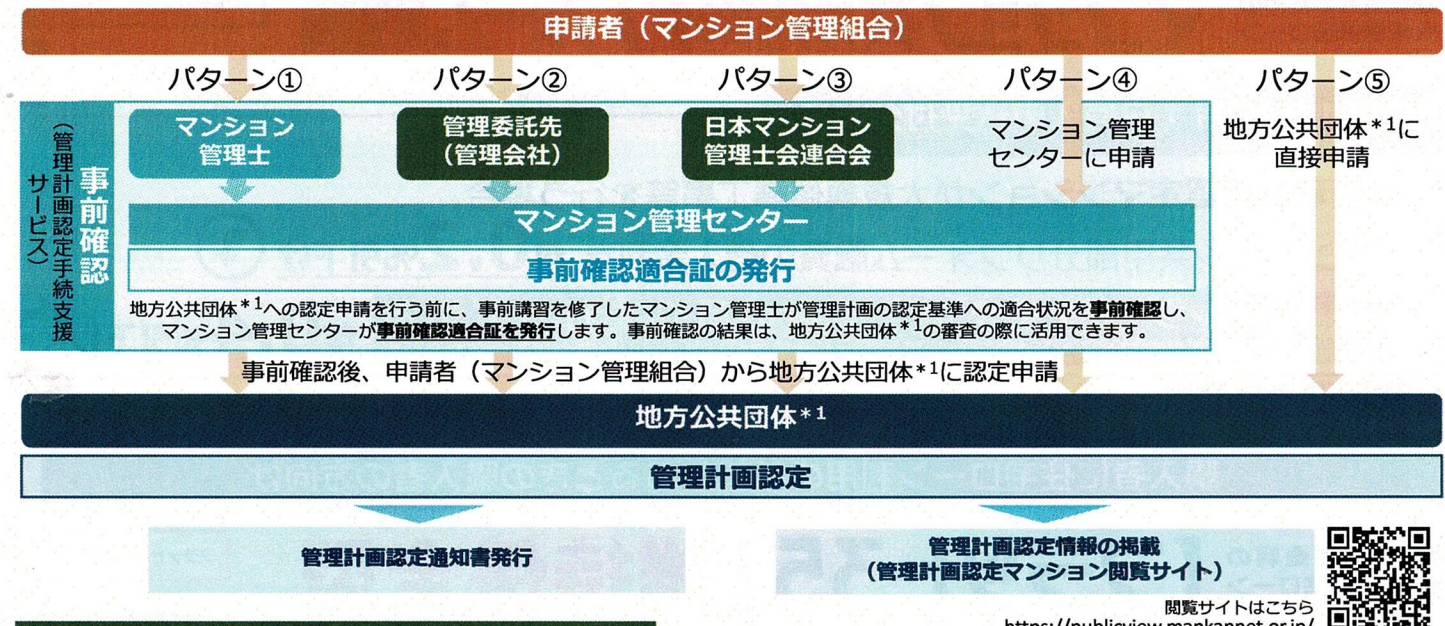 申請者（マンション管理組合）
パターン①
パターン②
パターン③
パターン④
パターン⑤
事前確認
（管理計画認定手続支援サービス）
マンション
管理士
管理委託先
（管理会社）
日本マンション
管理士会連合会
マンション管理
センターに申請
地方公共団体*1に
直接申請
マンション管理センター
事前確認適合証の発行
地方公共団体*1への認定申請を行う前に、事前講習を修了したマンション管理士が管理計画の認定基準への適合状況を事前確認し、
マンション管理センターが事前確認適合証を発行します。事前確認の結果は、地方公共団体*1の審査の際に活用できます。
事前確認後、申請者（マンション管理組合）から地方公共団体*1に認定申請
地方公共団体*1
管理計画認定
管理計画認定通知書発行
管理計画認定情報の掲載
（管理計画認定マンション閲覧サイト）
閲覧サイトはこちら
https://publicview.mankannet.or.jp/